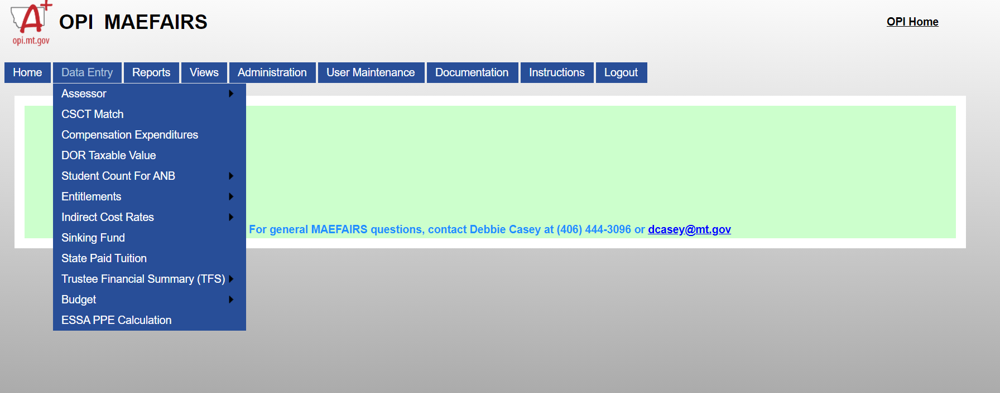 A+
opi.mt.gov
OPI MAEFAIRS
OPI Home
Home Data Entry Reports Views Administration User Maintenance Documentation Instructions Logout
Assessor
CSCT Match
Compensation Expenditures
DOR Taxable Value
Student Count For ANB
Entitlements
Indirect Cost Rates
For general MAEFAIRS questions, contact Debbie Casey at (406) 444-3096 or dcasey@mt.gov
Sinking Fund
State Paid Tuition
Trustee Financial Summary (TFS)
Budget
ESSA PPE Calculation